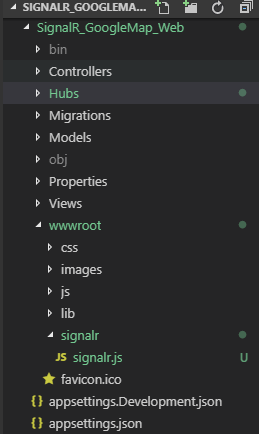 SIGNALR_GOOGLEMA...
SignalR_GoogleMap_Web
bin
Controllers
Hubs
Migrations
Models
obj
Properties
Views
wwwroot
css
images
js
lib
signalr
JS signalr.js U
favicon.ico
{} appsettings.Development.json
{} appsettings.json